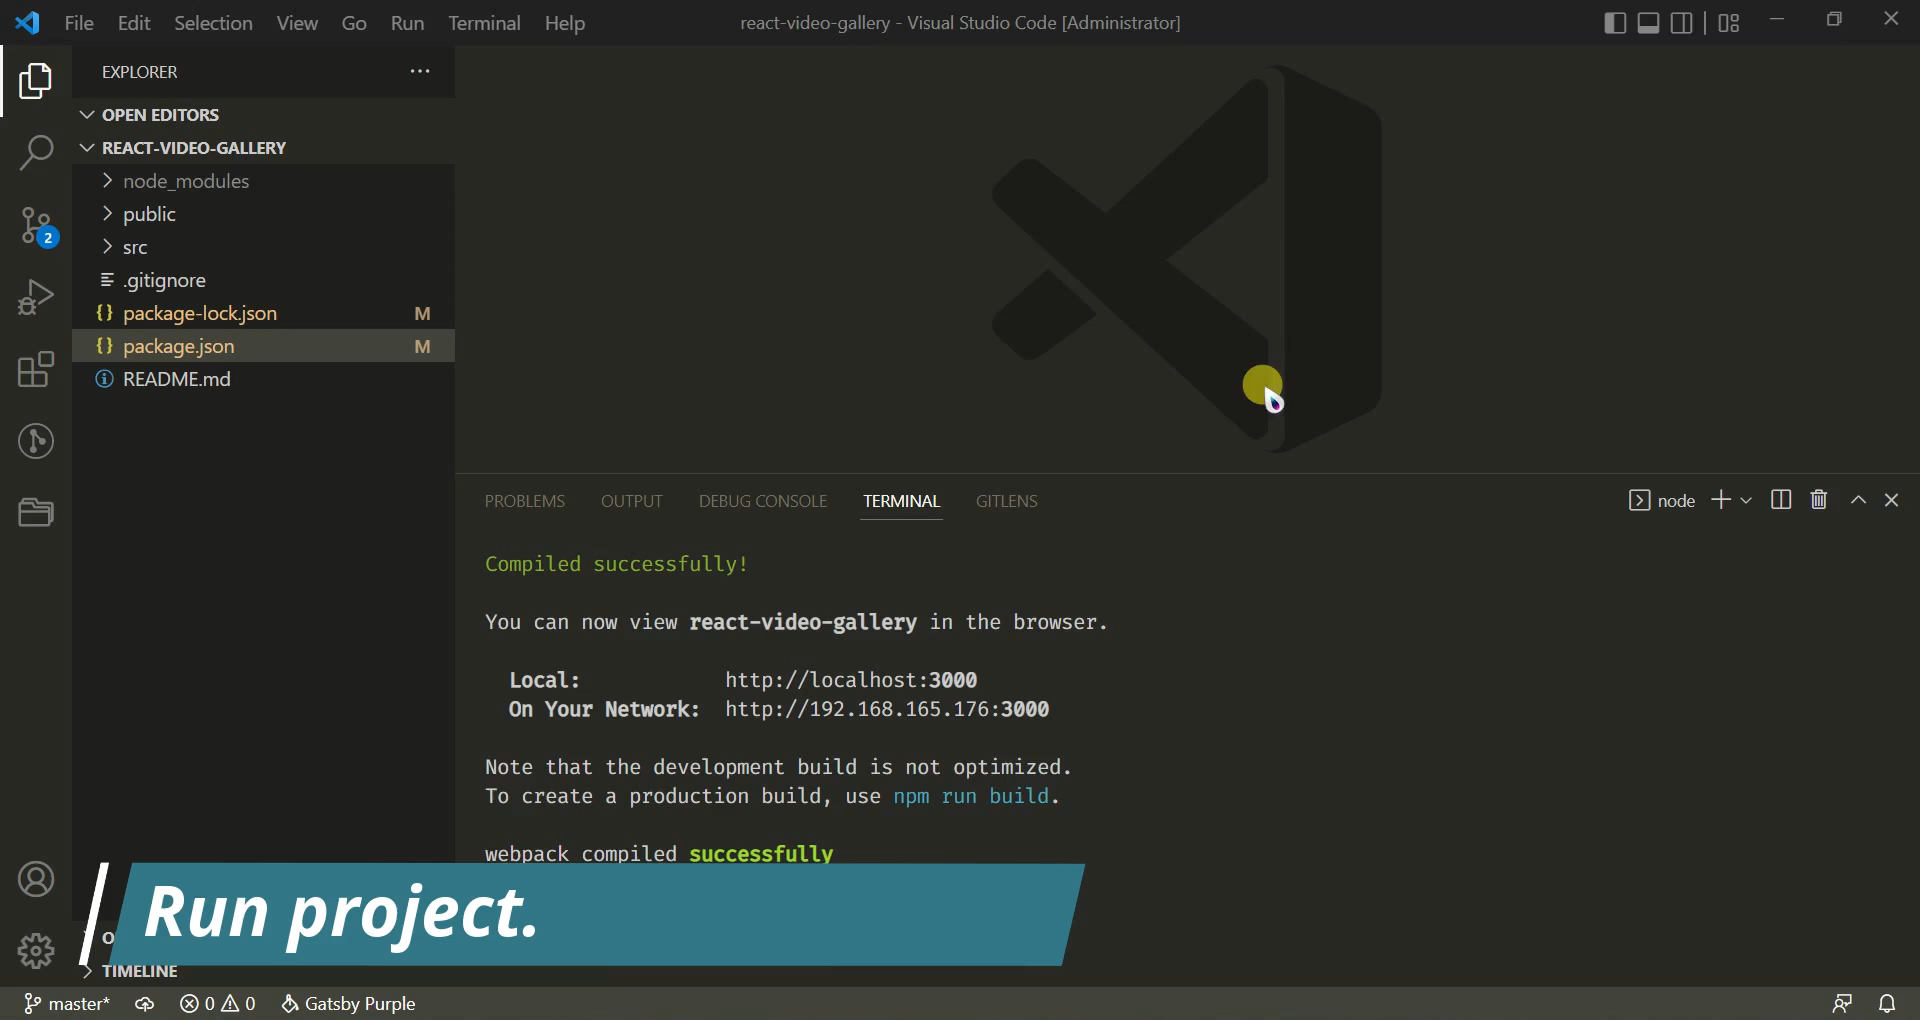 File Edit Selection View Go Run Terminal Help
react-video-gallery - Visual Studio Code [Administrator]
EXPLORER
OPEN EDITORS
REACT-VIDEO-GALLERY
node_modules
public
src
.gitignore
package-lock.json M
package.json M
README.md
2
PROBLEMS OUTPUT DEBUG CONSOLE TERMINAL GITLENS
node
Compiled successfully!
You can now view react-video-gallery in the browser.
Local: http://localhost:3000
On Your Network: http://192.168.165.176:3000
Note that the development build is not optimized.
To create a production build, use npm run build.
webpack compiled successfully
Run project.
TIMELINE
master* 0 0 Gatsby Purple